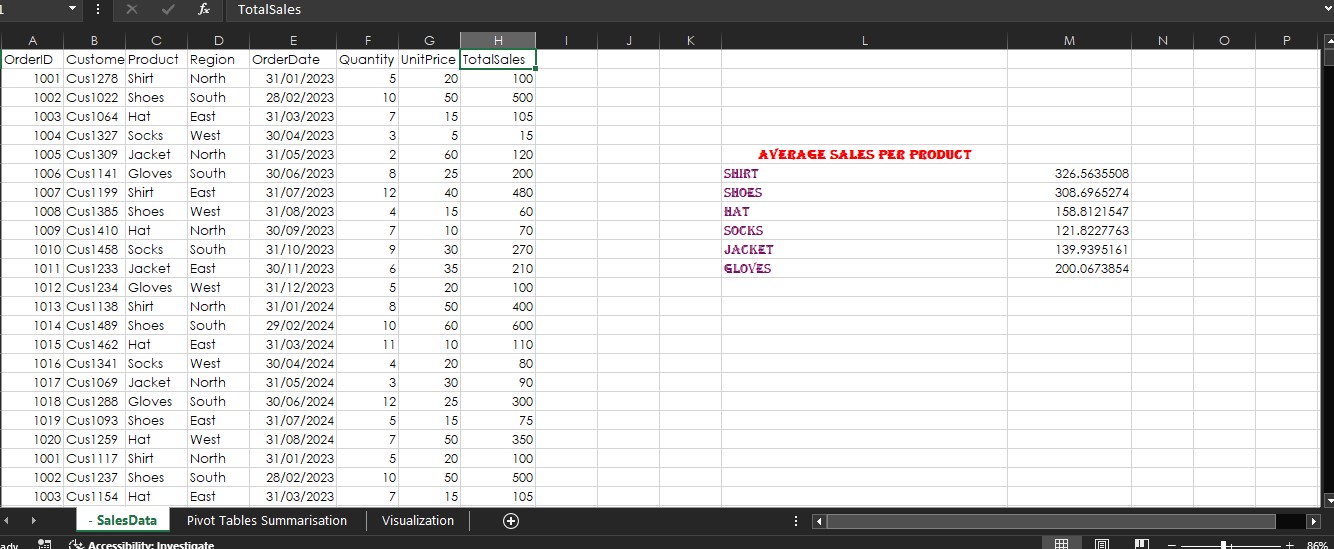 TotalSales
A B C D E F G H I J K L M N O P
OrderID Custome Product Region OrderDate Quantity UnitPrice TotalSales
1001 Cus1278 Shirt North 31/01/2023 5 20 100
1002 Cus1022 Shoes South 28/02/2023 10 50 500
1003 Cus1064 Hat East 31/03/2023 7 15 105
1004 Cus1327 Socks West 30/04/2023 3 5 15
1005 Cus1309 Jacket North 31/05/2023 2 60 120 AVERAGE SALES PER PRODUCT
1006 Cus1141 Gloves South 30/06/2023 8 25 200 SHIRT 326.5635508
1007 Cus1199 Shirt East 31/07/2023 12 40 480 SHOES 308.6965274
1008 Cus1385 Shoes West 31/08/2023 4 15 60 HAT 158.8121547
1009 Cus1410 Hat North 30/09/2023 7 10 70 SOCKS 121.8227763
1010 Cus1458 Socks South 31/10/2023 9 30 270 JACKET 139.9395161
1011 Cus1233 Jacket East 30/11/2023 6 35 210 GLOVES 200.0673854
1012 Cus1234 Gloves West 31/12/2023 5 20 100
1013 Cus1138 Shirt North 31/01/2024 8 50 400
1014 Cus1489 Shoes South 29/02/2024 10 60 600
1015 Cus1462 Hat East 31/03/2024 11 10 110
1016 Cus1341 Socks West 30/04/2024 4 20 80
1017 Cus1069 Jacket North 31/05/2024 3 30 90
1018 Cus1288 Gloves South 30/06/2024 12 25 300
1019 Cus1093 Shoes East 31/07/2024 5 15 75
1020 Cus1259 Hat West 31/08/2024 7 50 350
1001 Cus1117 Shirt North 31/01/2023 5 20 100
1002 Cus1237 Shoes South 28/02/2023 10 50 500
1003 Cus1154 Hat East 31/03/2023 7 15 105
- SalesData Pivot Tables Summarisation Visualization
Accessibility: Investigate 86%